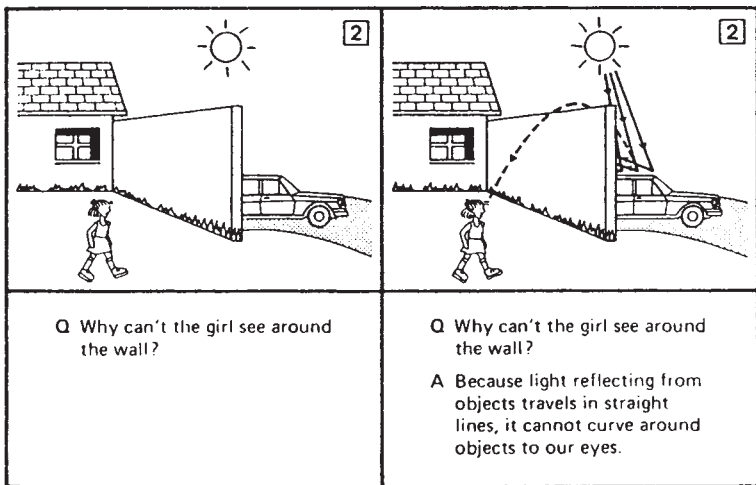 2
2
Q Why can't the girl see around
the wall?
Q Why can't the girl see around
the wall?
A Because light reflecting from
objects travels in straight
lines, it cannot curve around
objects to our eyes.